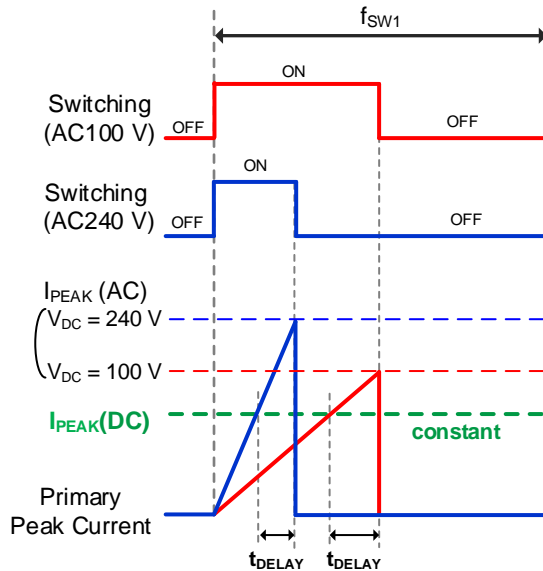 fSW1
Switching
(AC100 V)
OFF
ON
OFF
Switching
(AC240 V)
OFF
ON
OFF
IPEAK (AC)
VDC = 240 V
VDC = 100 V
IPEAK(DC)
constant
Primary
Peak Current
tDELAY
tDELAY